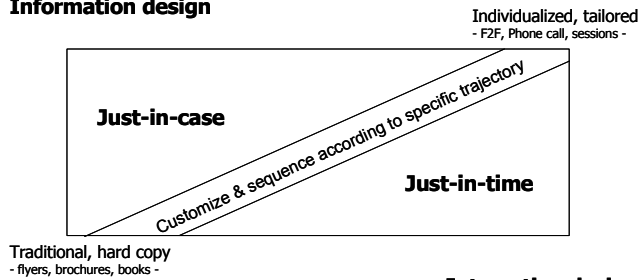 Information design
Individualized, tailored
- F2F, Phone call, sessions -
Just-in-case
Customize & sequence according to specific trajectory
Just-in-time
Traditional, hard copy
- flyers, brochures, books -